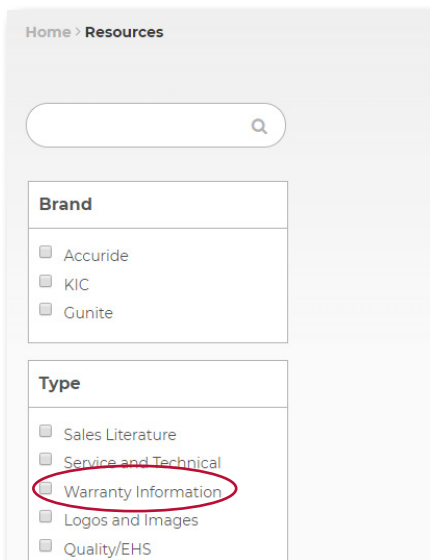 Home > Resources
Brand
Accuride
KIC
Gunite
Type
Sales Literature
Service and Technical
Warranty Information
Logos and Images
Quality/EHS